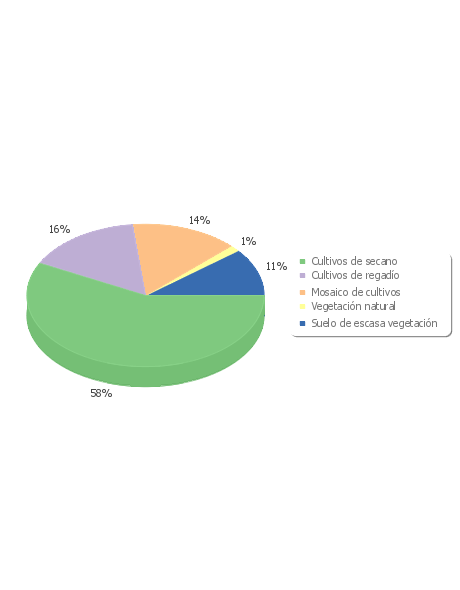 14%
16%
1%
11%
Cultivos de secano
Cultivos de regadío
Mosaico de cultivos
Vegetación natural
Suelo de escasa vegetación
58%